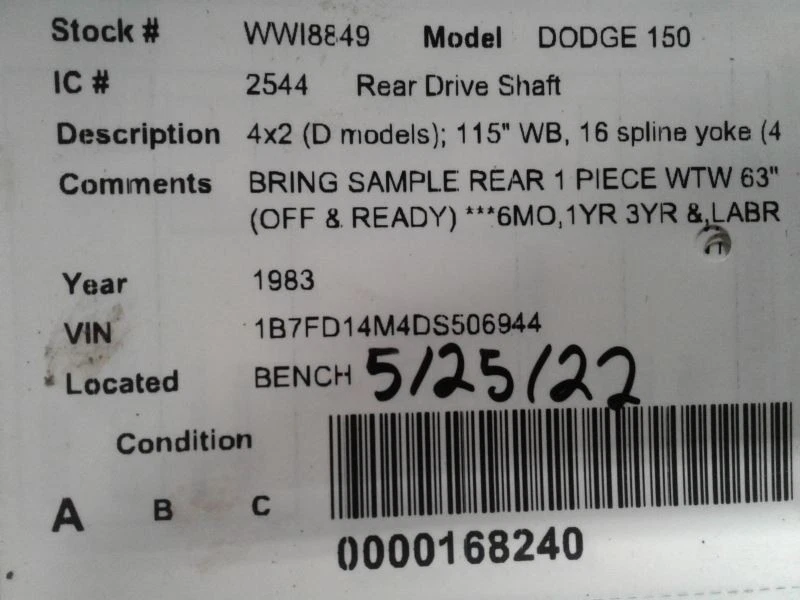 Stock # WWI8849 Model DODGE 150
IC # 2544 Rear Drive Shaft
Description 4x2 (D models); 115" WB, 16 spline yoke (4
Comments BRING SAMPLE REAR 1 PIECE WTW 63"
(OFF & READY) ***6MO,1YR 3YR &,LABR
Year 1983
VIN 1B7FD14M4DS506944
Located BENCH 5/25/22
Condition
A B C
0000168240